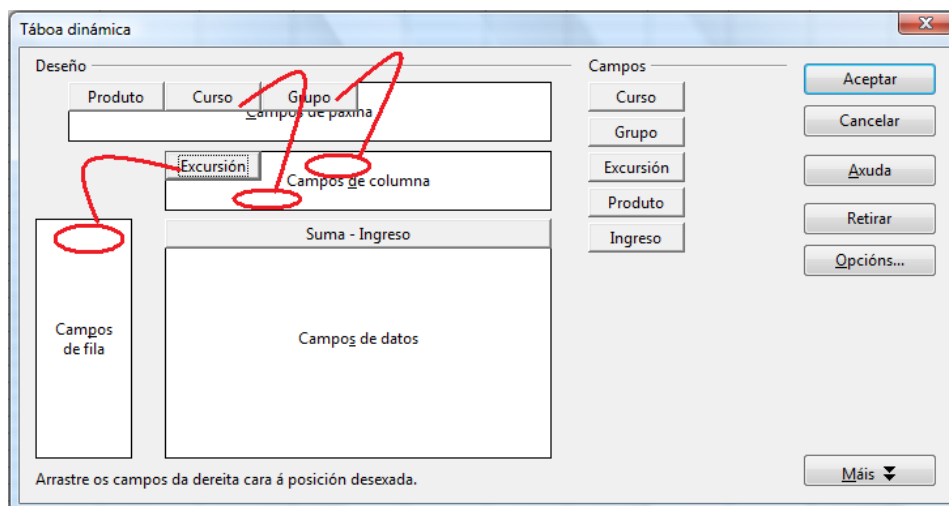 Táboa dinámica
Deseño
Produto
Curso
Grupo
Campos de páxina
Excursión
Campos de columna
Suma - Ingreso
Campos
de fila
Campos de datos
Arrastre os campos da dereita cara á posición desexada.
Campos
Curso
Grupo
Excursión
Produto
Ingreso
Aceptar
Cancelar
Axuda
Retirar
Opcións...
Máis